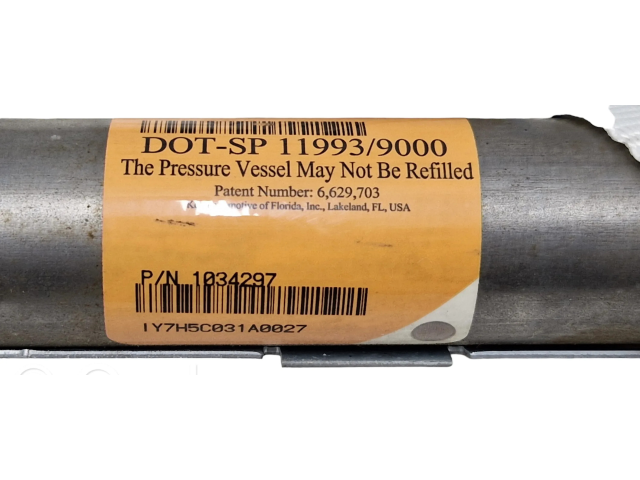 DOT-SP 11993/9000
The Pressure Vessel May Not Be Refilled
Patent Number: 6,629,703
of Florida, Inc., Lakeland, FL, USA
P/N 1034297
IY7H5C031A0027